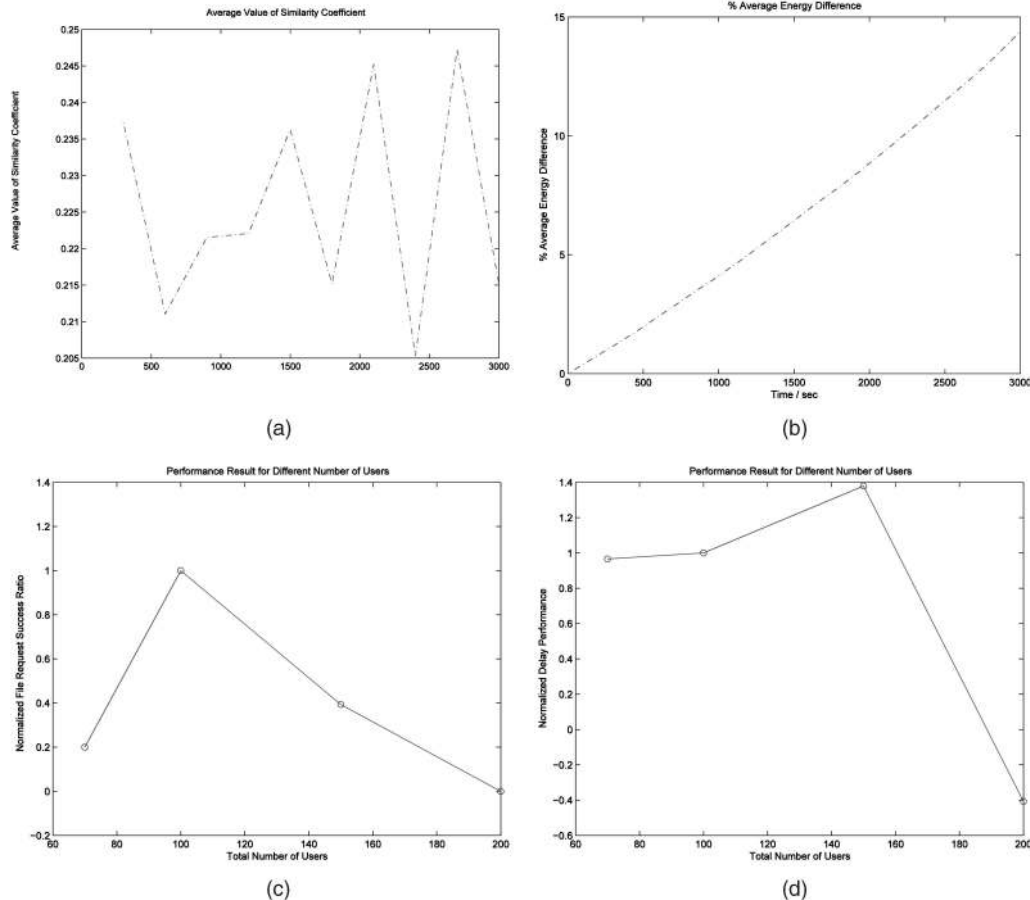 Average Value of Similarity Coefficient
Average Value of Similarity Coefficient
0.25
0.245
0.24
0.235
0.23
0.225
0.22
0.215
0.21
0.205
0 500 1000 1500 2000 2500 3000
(a)
% Average Energy Difference
% Average Energy Difference
15
10
5
0
0 500 1000 1500 2000 2500 3000
Time / sec
(b)
Performance Result for Different Number of Users
Normalized File Request Success Ratio
1.4
1.2
1
0.8
0.6
0.4
0.2
0
−0.2
60 80 100 120 140 160 180 200
Total Number of Users
(c)
Performance Result for Different Number of Users
Normalized Delay Performance
1.4
1.2
1
0.8
0.6
0.4
0.2
0
−0.2
−0.4
−0.6
60 80 100 120 140 160 180 200
Total Number of Users
(d)